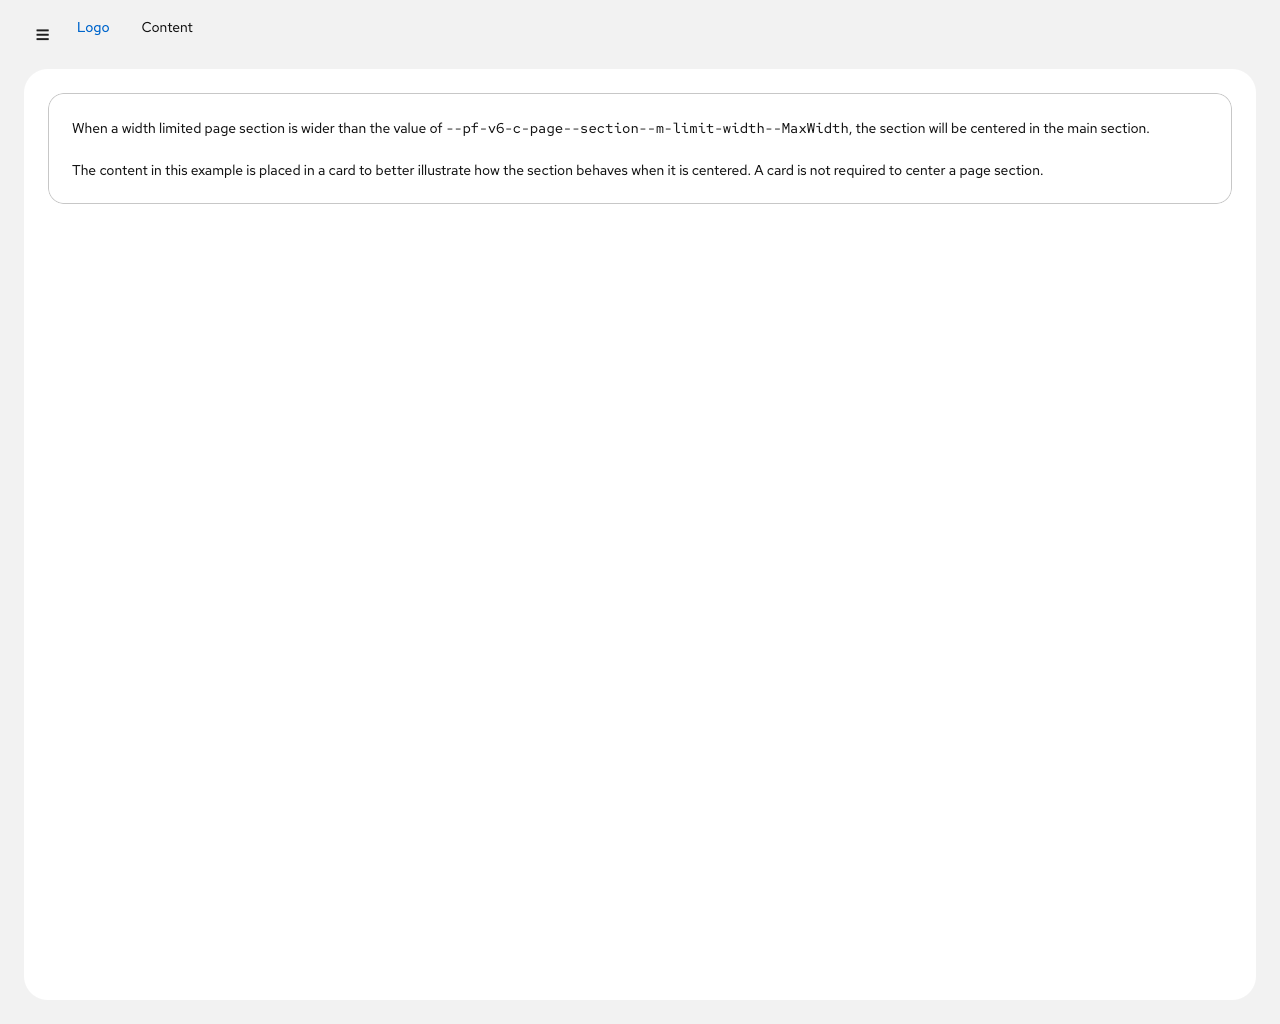 Logo Content
When a width limited page section is wider than the value of --pf-v6-c-page--section--m-limit-width--MaxWidth, the section will be centered in the main section.
The content in this example is placed in a card to better illustrate how the section behaves when it is centered. A card is not required to center a page section.